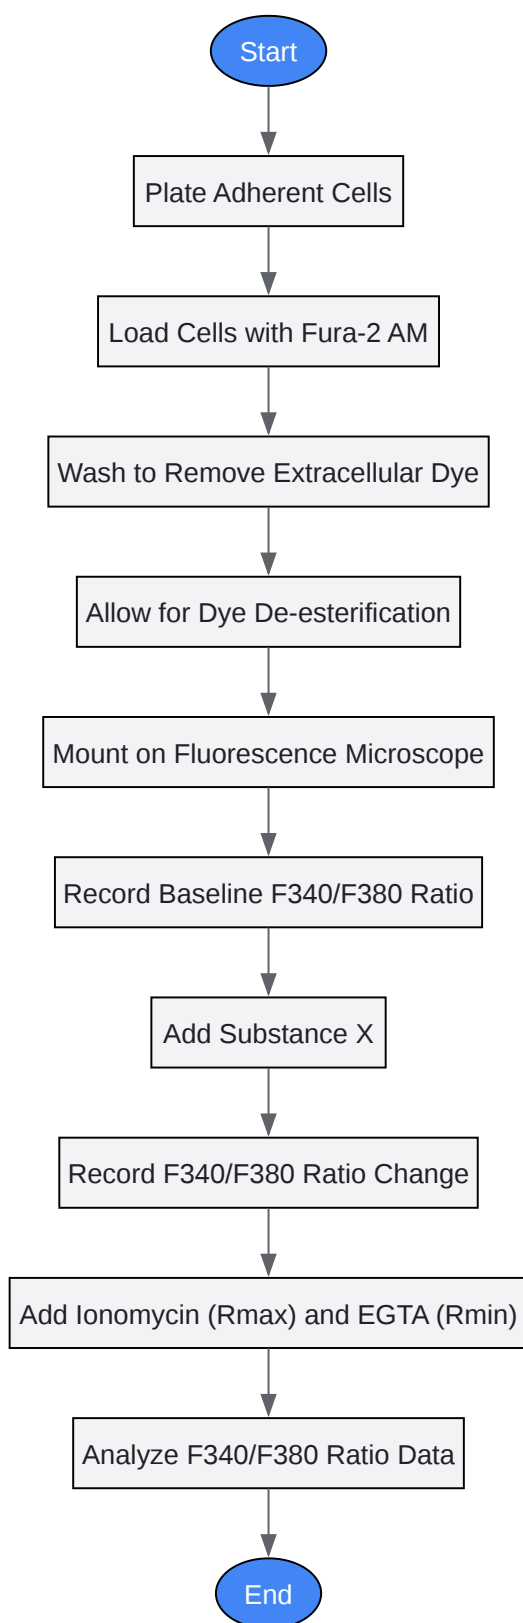 Start
Plate Adherent Cells
Load Cells with Fura-2 AM
Wash to Remove Extracellular Dye
Allow for Dye De-esterification
Mount on Fluorescence Microscope
Record Baseline F340/F380 Ratio
Add Substance X
Record F340/F380 Ratio Change
Add Ionomycin (Rmax) and EGTA (Rmin)
Analyze F340/F380 Ratio Data
End